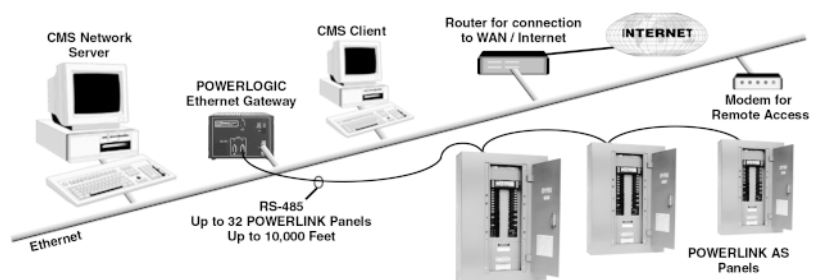 CMS Network
Server
POWERLOGIC
Ethernet Gateway
CMS Client
Router for connection
to WAN / Internet
INTERNET
Modem for
Remote Access
RS-485
Up to 32 POWERLINK Panels
Up to 10,000 Feet
Ethernet
POWERLINK AS
Panels